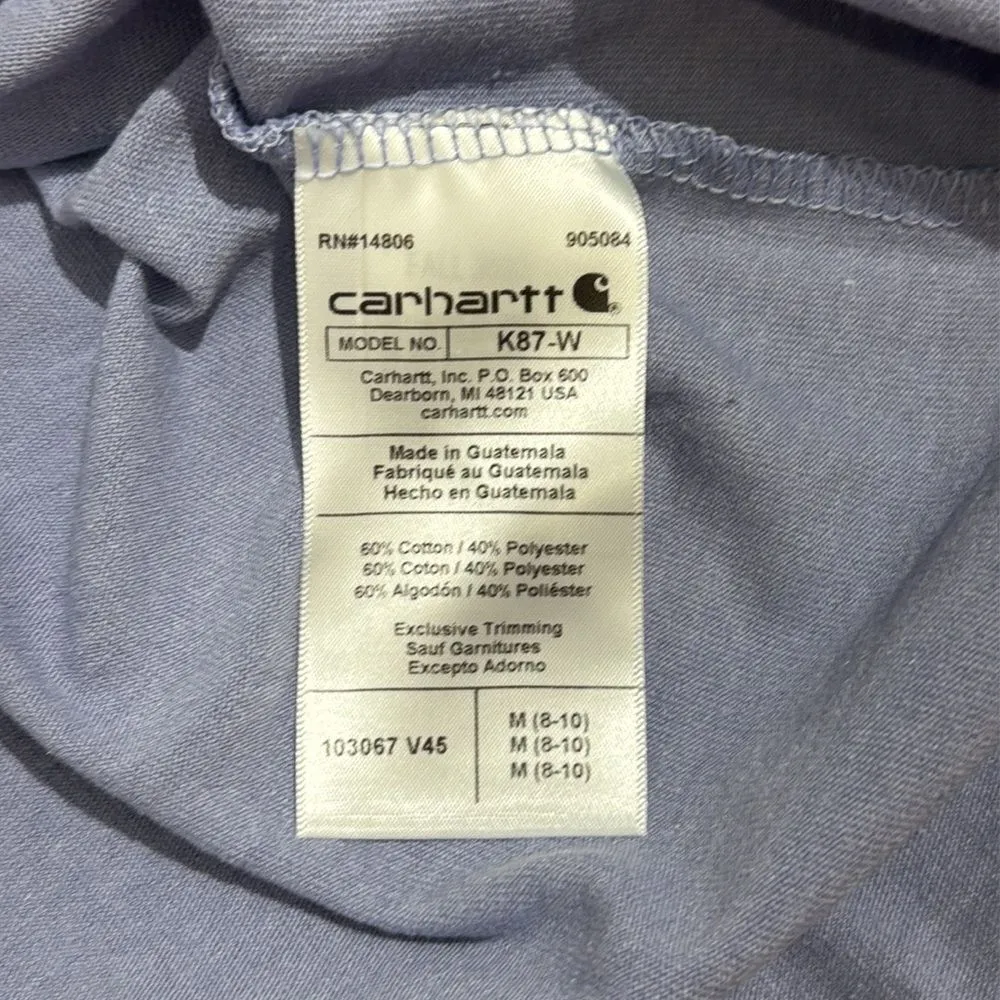 RN#14806 905084
carhartt ®
MODEL NO. K87-W
Carhartt, Inc. P.O. Box 600
Dearborn, MI 48121 USA
carhartt.com
Made in Guatemala
Fabriqué au Guatemala
Hecho en Guatemala
60% Cotton / 40% Polyester
60% Coton / 40% Polyester
60% Algodón / 40% Poliéster
Exclusive Trimming
Sauf Garnitures
Excepto Adorno
103067 V45
M (8-10)
M (8-10)
M (8-10)